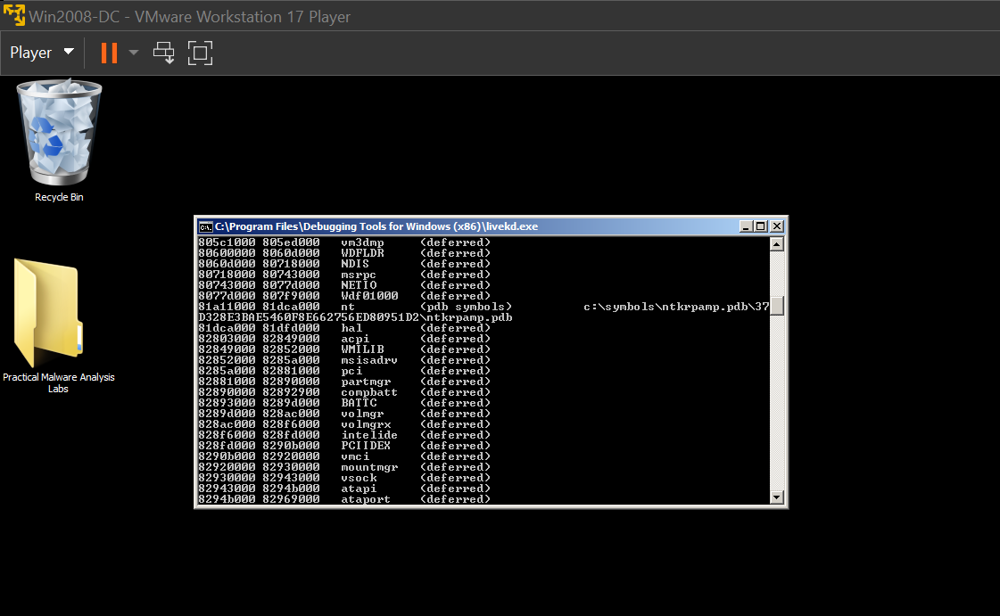 Win2008-DC - VMware Workstation 17 Player
Player
Recycle Bin
Practical Malware Analysis
Labs
C:\Program Files\Debugging Tools for Windows (x86)\livekd.exe
805c1000 805ed000 vm3dmp (deferred)
80600000 8060d000 WDFLDR (deferred)
8060d000 80718000 NDIS (deferred)
80718000 80743000 msrpc (deferred)
80743000 8077d000 NETIO (deferred)
8077d000 807f9000 Wdf01000 (deferred)
81a11000 81dca000 nt (pdb symbols) c:\symbols\ntkrpamp.pdb\37
D328E3BAE5460F8E662756ED80951D2\ntkrpamp.pdb
81dca000 81dfd000 hal (deferred)
82803000 82849000 acpi (deferred)
82849000 82852000 WMILIB (deferred)
82852000 8285a000 msisadrv (deferred)
8285a000 82881000 pci (deferred)
82881000 82890000 partmgr (deferred)
82890000 82892900 compbatt (deferred)
82893000 8289d000 BATTC (deferred)
8289d000 828ac000 volmgr (deferred)
828ac000 828f6000 volmgrx (deferred)
828f6000 828fd000 intelide (deferred)
828fd000 8290b000 PCIIDEX (deferred)
8290b000 82920000 vmci (deferred)
82920000 82930000 mountmgr (deferred)
82930000 82943000 vsock (deferred)
82943000 8294b000 atapi (deferred)
8294b000 82969000 ataport (deferred)